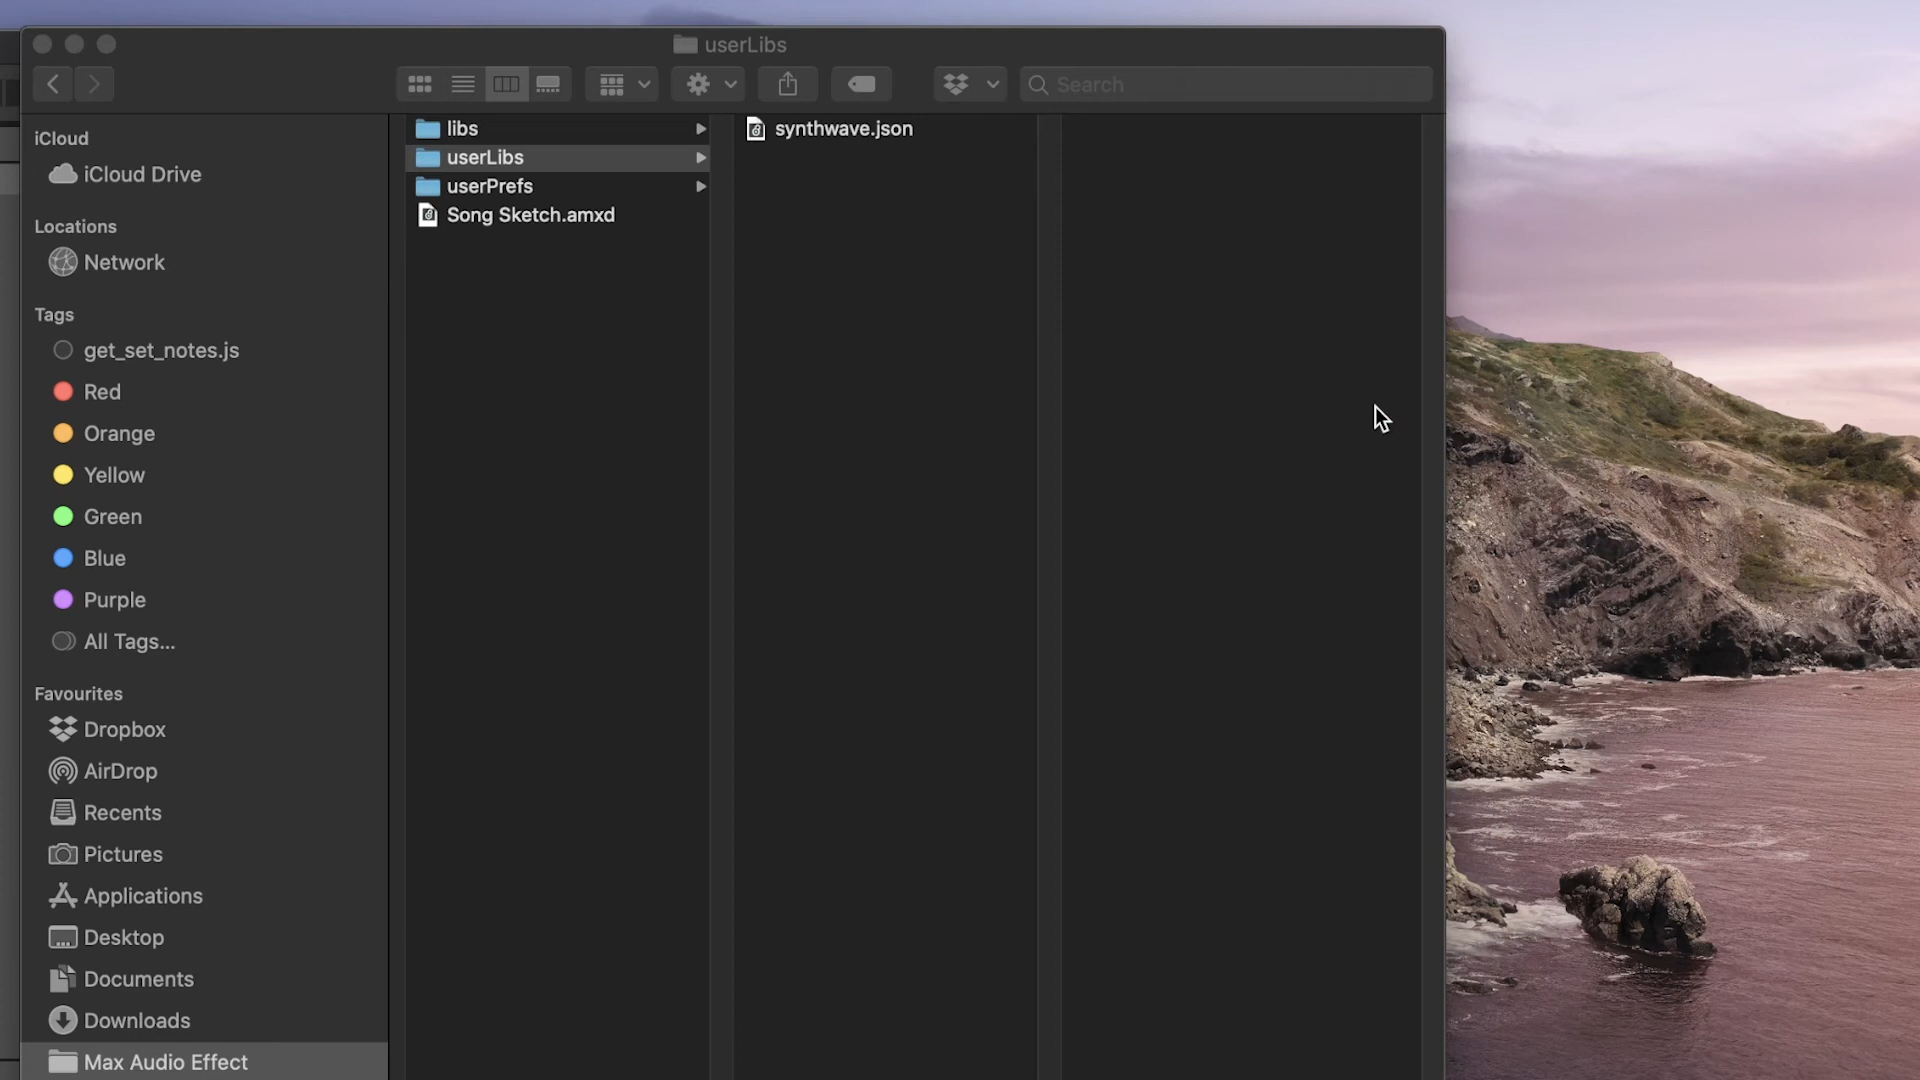 userLibs
Search
iCloud
iCloud Drive
Locations
Network
Tags
get_set_notes.js
Red
Orange
Yellow
Green
Blue
Purple
All Tags...
Favourites
Dropbox
AirDrop
Recents
Pictures
Applications
Desktop
Documents
Downloads
Max Audio Effect
libs
userLibs
userPrefs
Song Sketch.amxd
synthwave.json